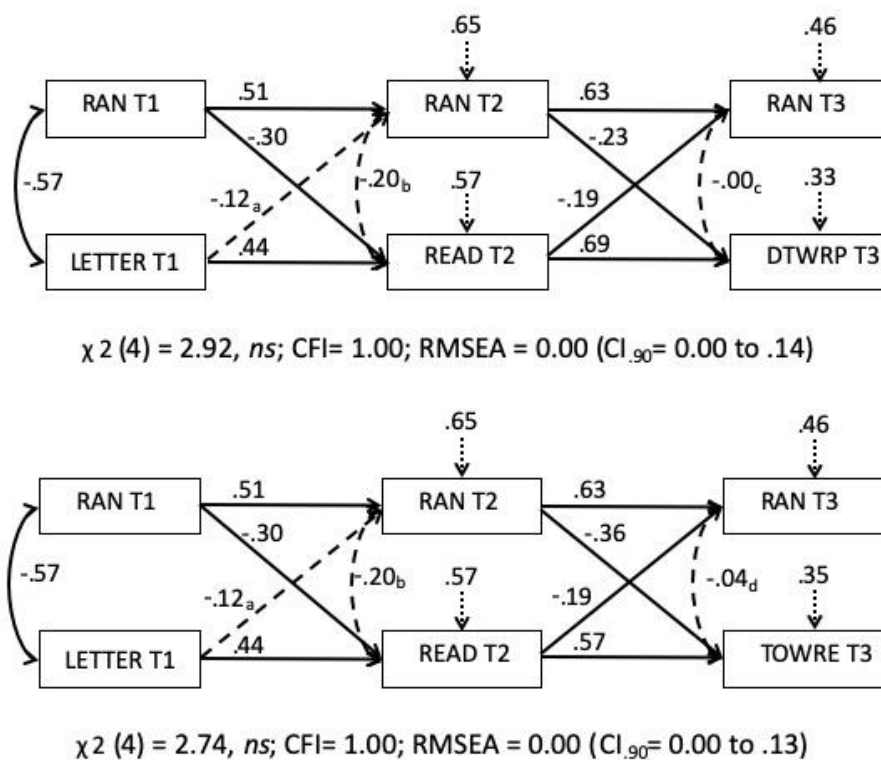 .65 .46
RAN T1 .51 RAN T2 .63 RAN T3
-.30 -.23
-.57 -.12a -.20b .57 -.19 -.00c .33
LETTER T1 .44 READ T2 .69 DTWRP T3
χ 2 (4) = 2.92, ns; CFI= 1.00; RMSEA = 0.00 (CI.90= 0.00 to .14)
.65 .46
RAN T1 .51 RAN T2 .63 RAN T3
-.30 -.36
-.57 -.12a -.20b .57 -.19 -.04d .35
LETTER T1 .44 READ T2 .57 TOWRE T3
χ 2 (4) = 2.74, ns; CFI= 1.00; RMSEA = 0.00 (CI.90= 0.00 to .13)